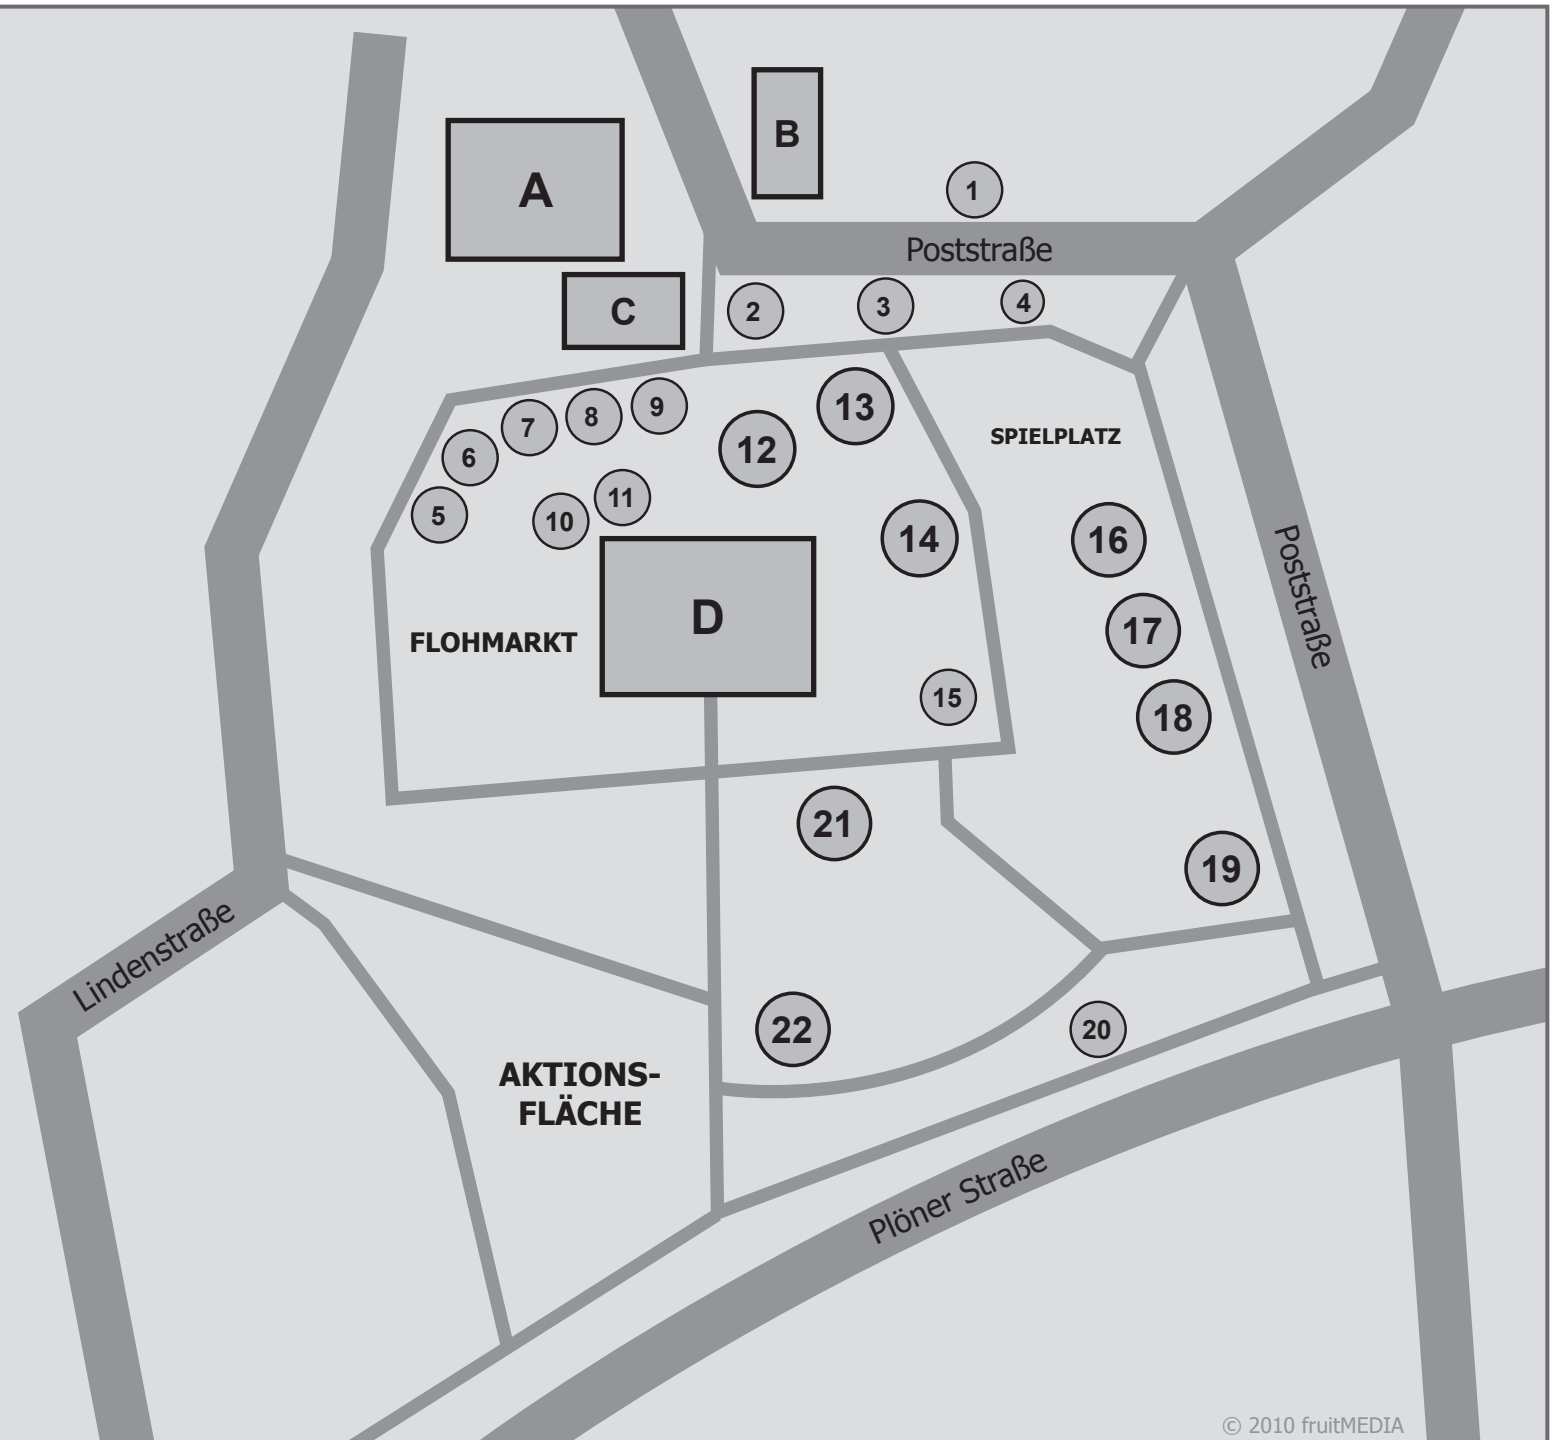 B
A
1
Poststraße
C
2
3
4
9
13
8
7
12
SPIELPLATZ
6
11
5
10
14
16
Poststraße
D
17
FLOHMARKT
15
18
21
19
Lindenstraße
22
20
AKTIONS-
FLÄCHE
Plöner Straße
© 2010 fruitMEDIA